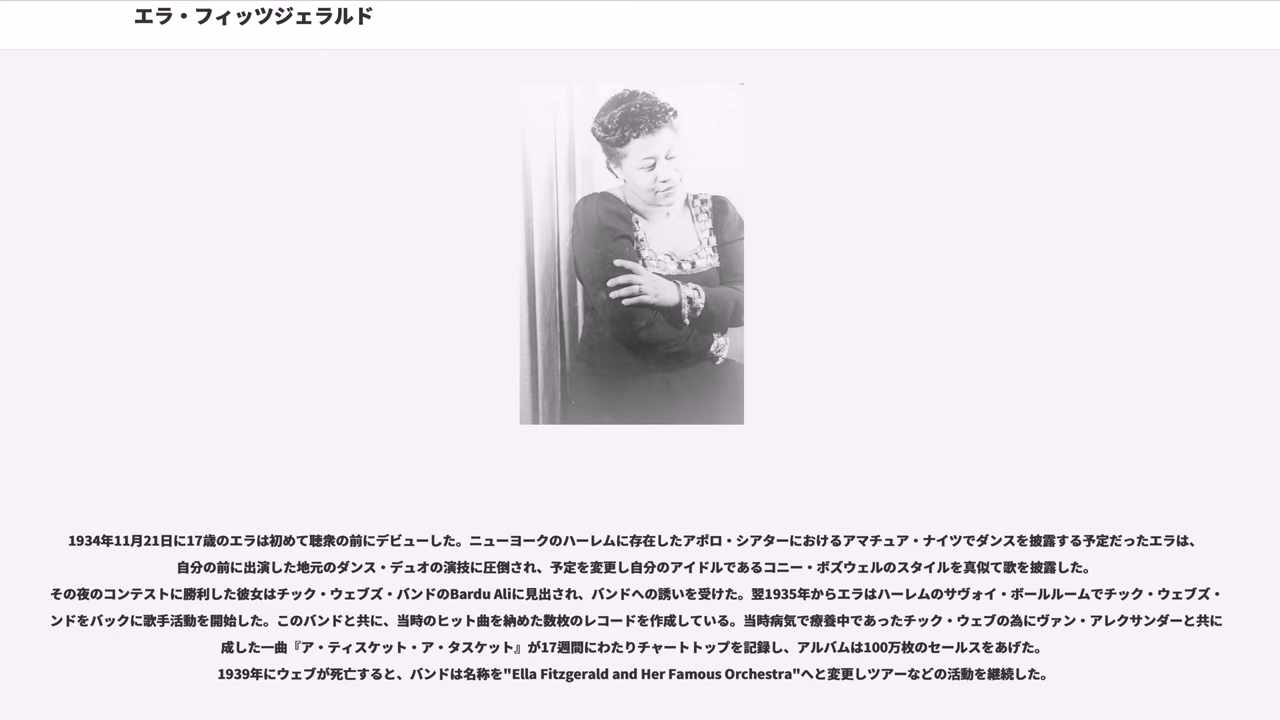 エラ・フィッツジェラルド
1934年11月21日に17歳のエラは初めて聴衆の前にデビューした。ニューヨークのハーレムに存在したアポロ・シアターにおけるアマチュア・ナイツでダンスを披露する予定だったエラは、
自分の前に出演した地元のダンス・デュオの演技に圧倒され、予定を変更し自分のアイドルであるコニー・ボズウェルのスタイルを真似て歌を披露した。
その夜のコンテストに勝利した彼女はチック・ウェブズ・バンドのBardu Aliに見出され、バンドへの誘いを受けた。翌1935年からエラはハーレムのサヴォイ・ボールルームでチック・ウェブズ・
ンドをバックに歌手活動を開始した。このバンドと共に、当時のヒット曲を納めた数枚のレコードを作成している。当時病気で療養中であったチック・ウェブの為にヴァン・アレクサンダーと共に
成した一曲『ア・ティスケット・ア・タスケット』が17週間にわたりチャートトップを記録し、アルバムは100万枚のセールスをあげた。
1939年にウェブが死亡すると、バンドは名称を"Ella Fitzgerald and Her Famous Orchestra"へと変更しツアーなどの活動を継続した。